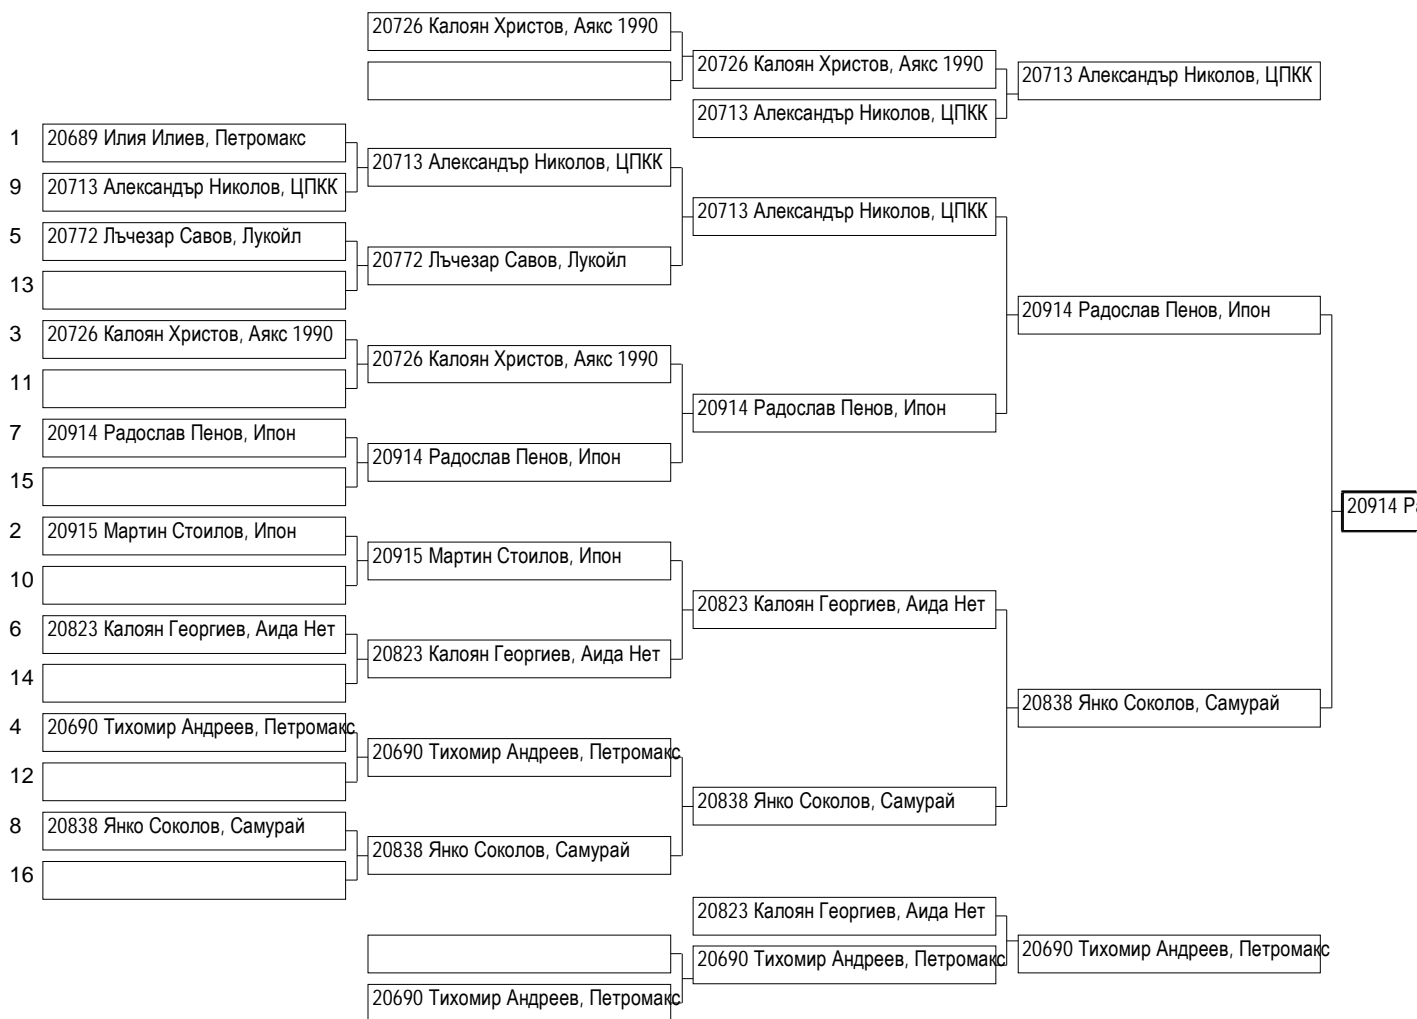 20726 Калоян Христов, Аякс 1990
20726 Калоян Христов, Аякс 1990
20713 Александър Николов, ЦПКК
20713 Александър Николов, ЦПКК
1 20689 Илия Илиев, Петромакс
20713 Александър Николов, ЦПКК
9 20713 Александър Николов, ЦПКК
20713 Александър Николов, ЦПКК
5 20772 Лъчезар Савов, Лукойл
20772 Лъчезар Савов, Лукойл
13
20914 Радослав Пенов, Ипон
3 20726 Калоян Христов, Аякс 1990
20726 Калоян Христов, Аякс 1990
11
20914 Радослав Пенов, Ипон
7 20914 Радослав Пенов, Ипон
20914 Радослав Пенов, Ипон
15
20914
2 20915 Мартин Стоилов, Ипон
20915 Мартин Стоилов, Ипон
10
20823 Калоян Георгиев, Аида Нет
6 20823 Калоян Георгиев, Аида Нет
20823 Калоян Георгиев, Аида Нет
14
20838 Янко Соколов, Самурай
4 20690 Тихомир Андреев, Петромакс
20690 Тихомир Андреев, Петромакс
12
20838 Янко Соколов, Самурай
8 20838 Янко Соколов, Самурай
20838 Янко Соколов, Самурай
16
20823 Калоян Георгиев, Аида Нет
20690 Тихомир Андреев, Петромакс
20690 Тихомир Андреев, Петромакс
20690 Тихомир Андреев, Петромакс